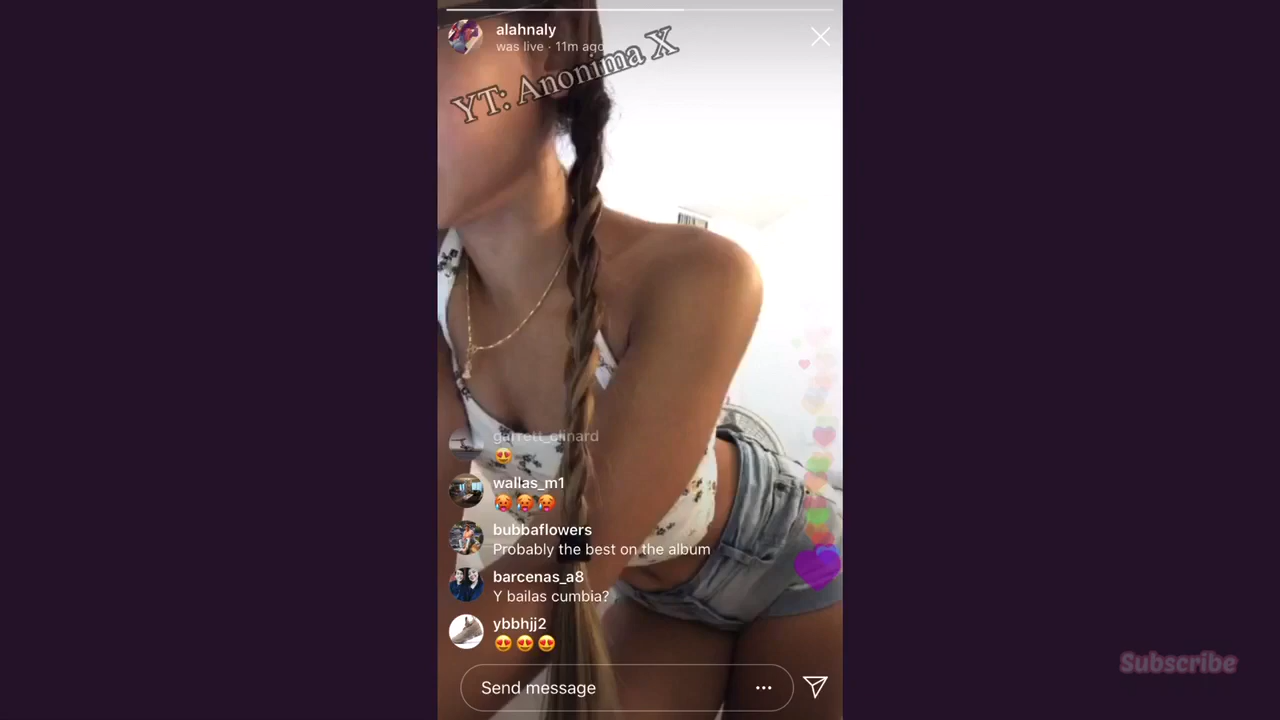 alahnaly
was live · 11m ago
YT: Anonima X
garrett_clinard
😍
wallas_m1
🥵🥵🥵
bubbaflowers
Probably the best on the album
barcenas_a8
Y bailas cumbia?
ybbhjj2
😍😍😍
Send message
Subscribe